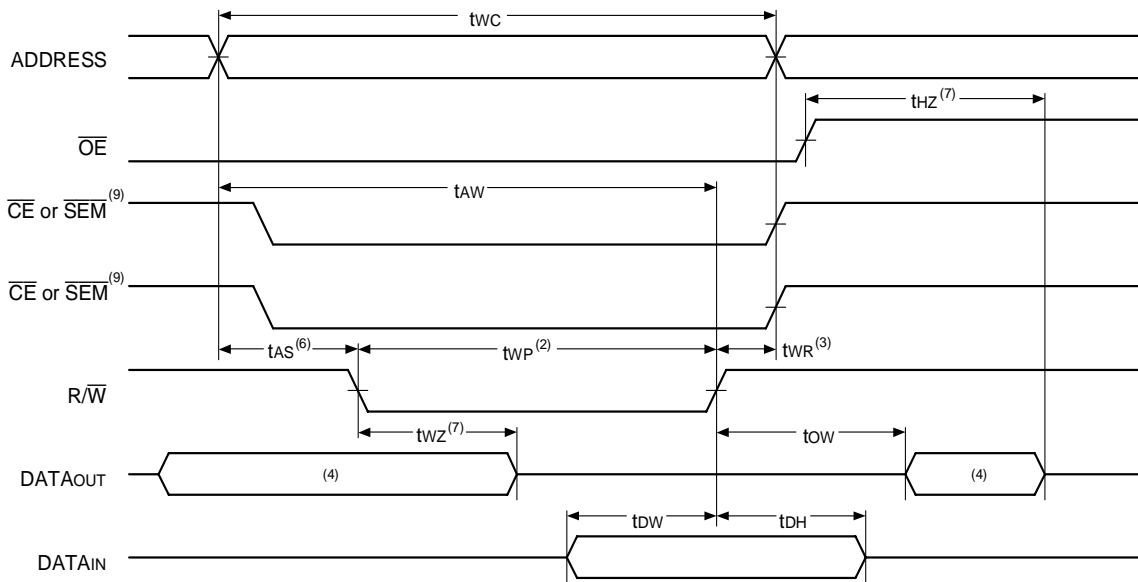 tWC
ADDRESS
tHZ(7)
OE
tAW
CE or SEM(9)
CE or SEM(9)
tAS(6) tWP(2) tWR(3)
R/W
tWZ(7) tOW
DATAOUT (4) (4)
tDW tDH
DATAIN